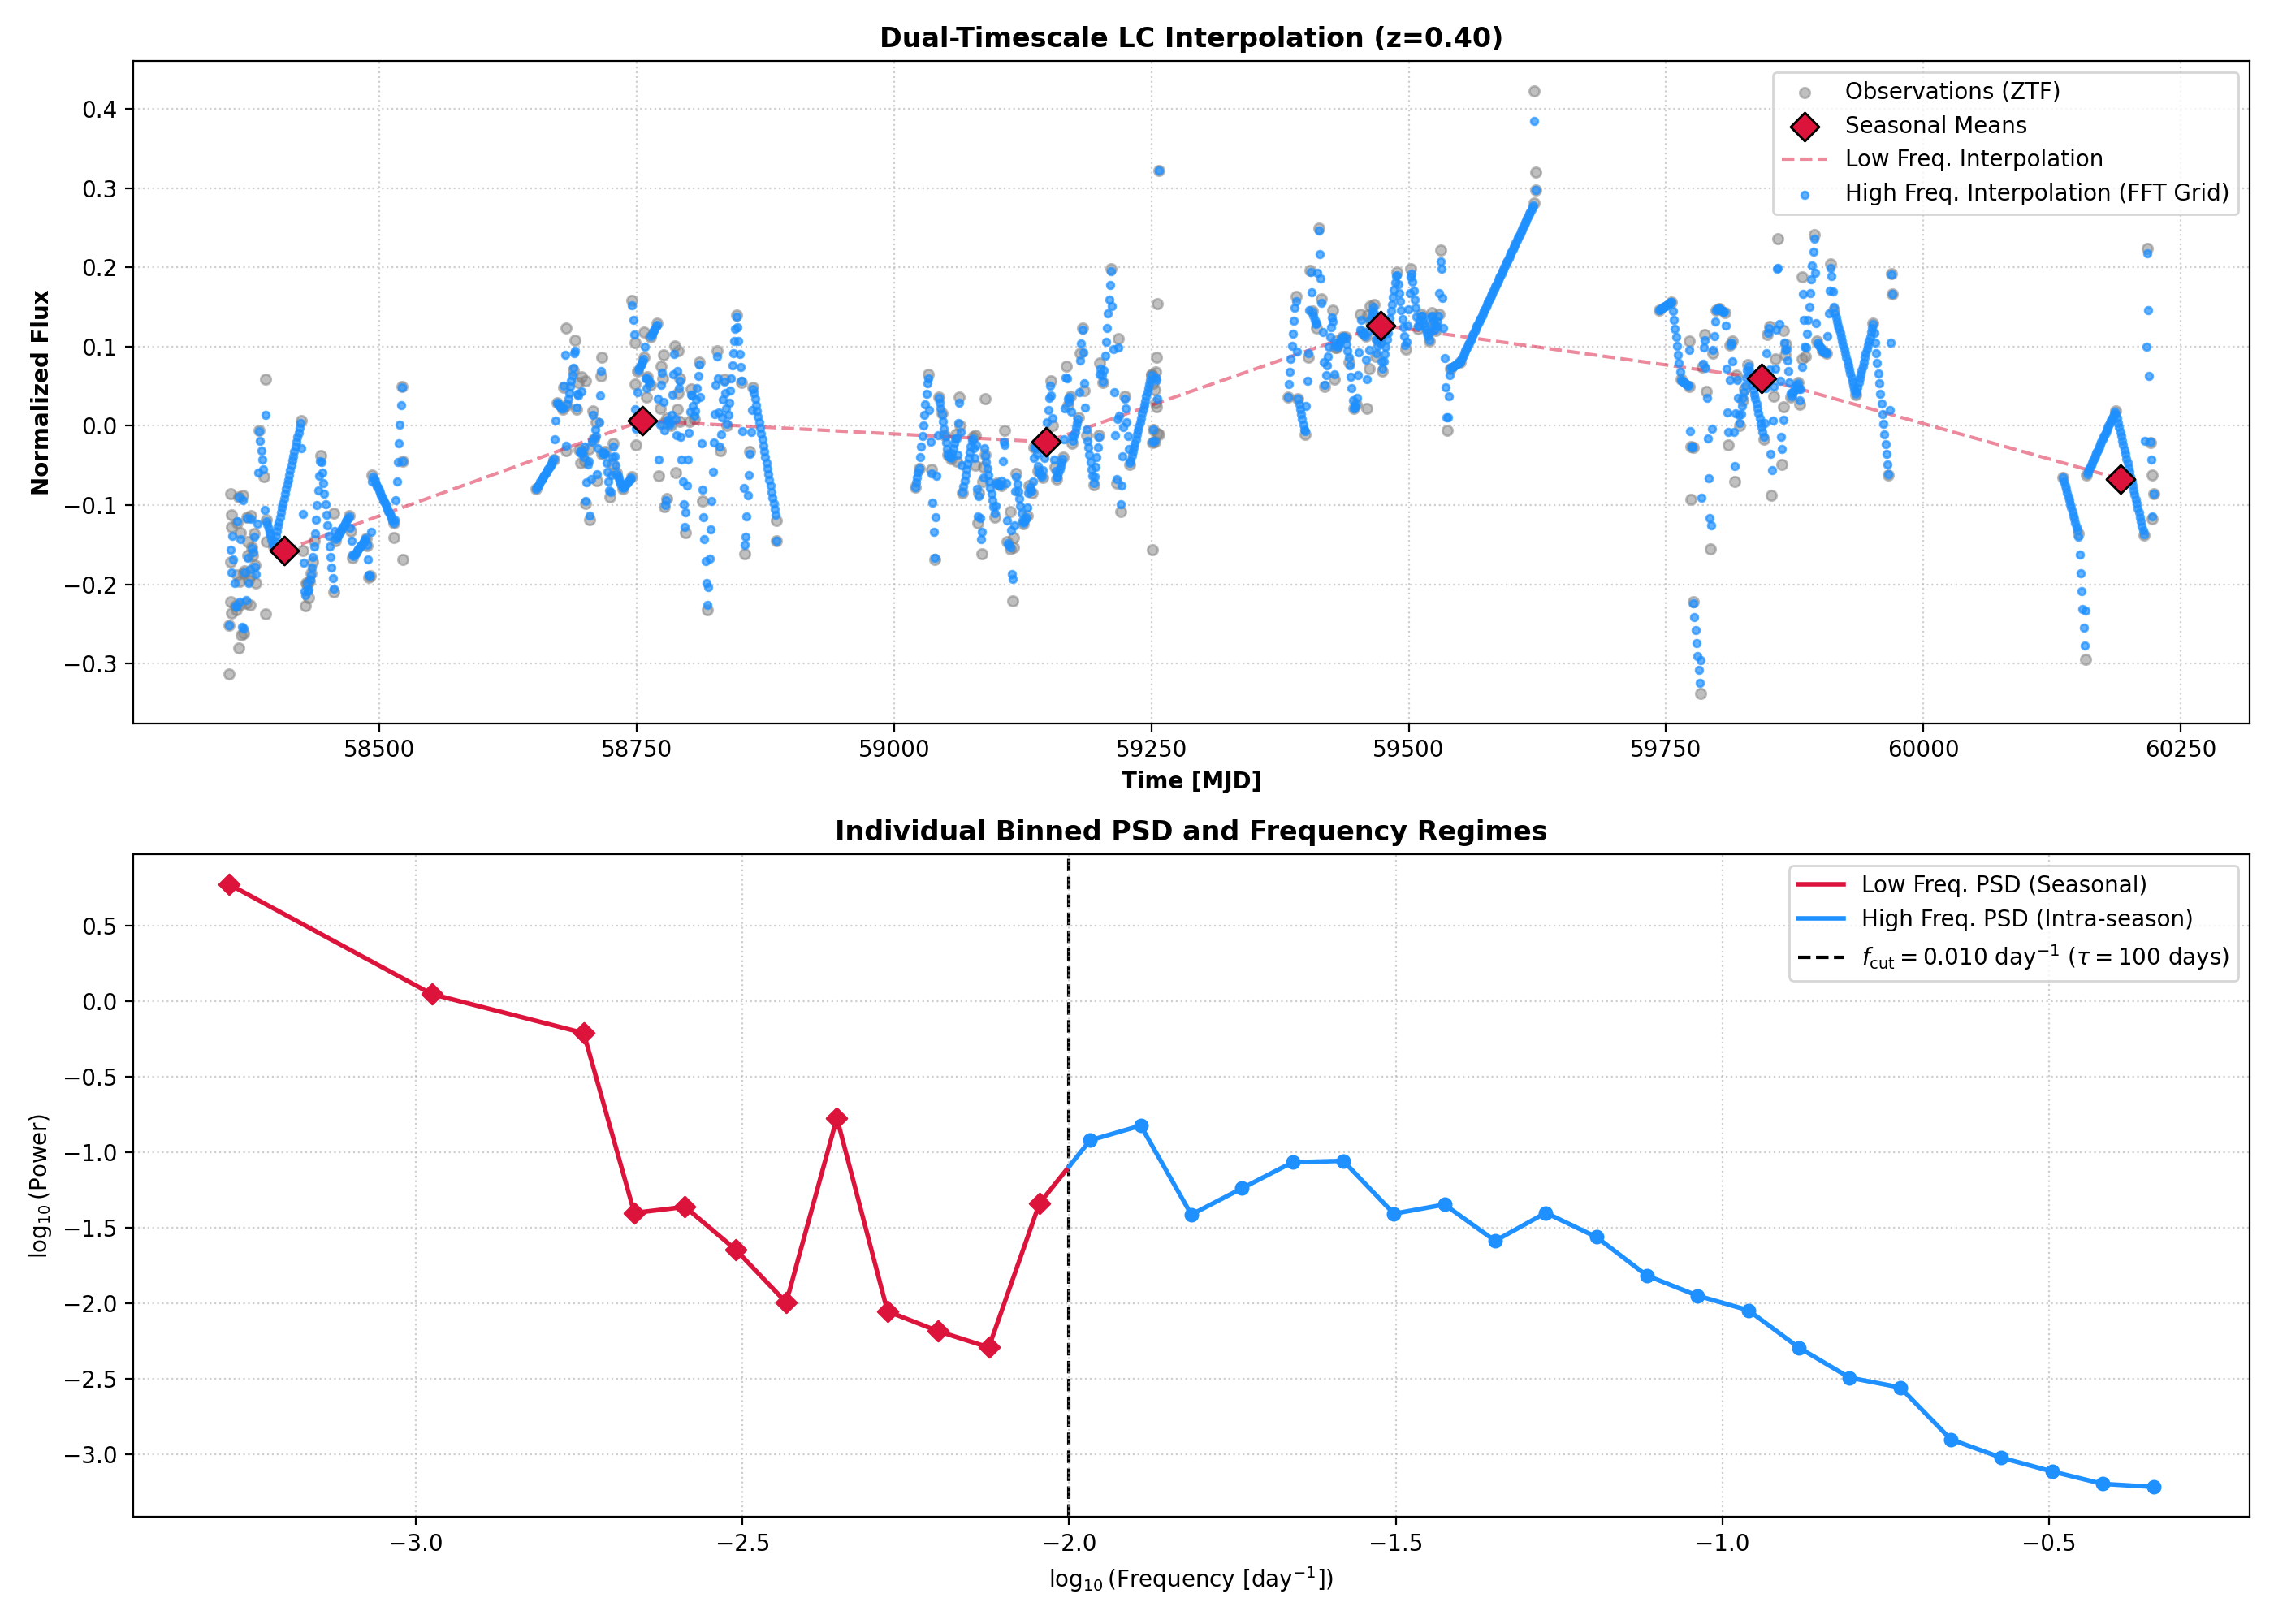 Dual-Timescale LC Interpolation (z=0.40)
Observations (ZTF)
Seasonal Means
Low Freq. Interpolation
High Freq. Interpolation (FFT Grid)
Normalized Flux
0.4
0.3
0.2
0.1
0.0
−0.1
−0.2
−0.3
58500 58750 59000 59250 59500 59750 60000 60250
Time [MJD]
Individual Binned PSD and Frequency Regimes
Low Freq. PSD (Seasonal)
High Freq. PSD (Intra-season)
f_cut = 0.010 day⁻¹ (τ = 100 days)
log₁₀(Power)
0.5
0.0
−0.5
−1.0
−1.5
−2.0
−2.5
−3.0
−3.0 −2.5 −2.0 −1.5 −1.0 −0.5
log₁₀(Frequency [day⁻¹])